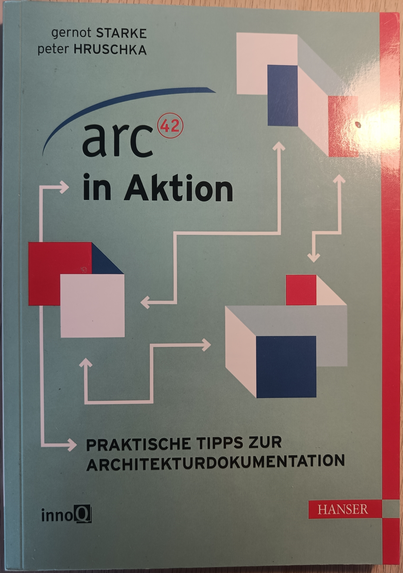 gernot STARKE
peter HRUSCHKA
arc 42
in Aktion
PRAKTISCHE TIPPS ZUR
ARCHITEKTURDOKUMENTATION
innoQ
HANSER